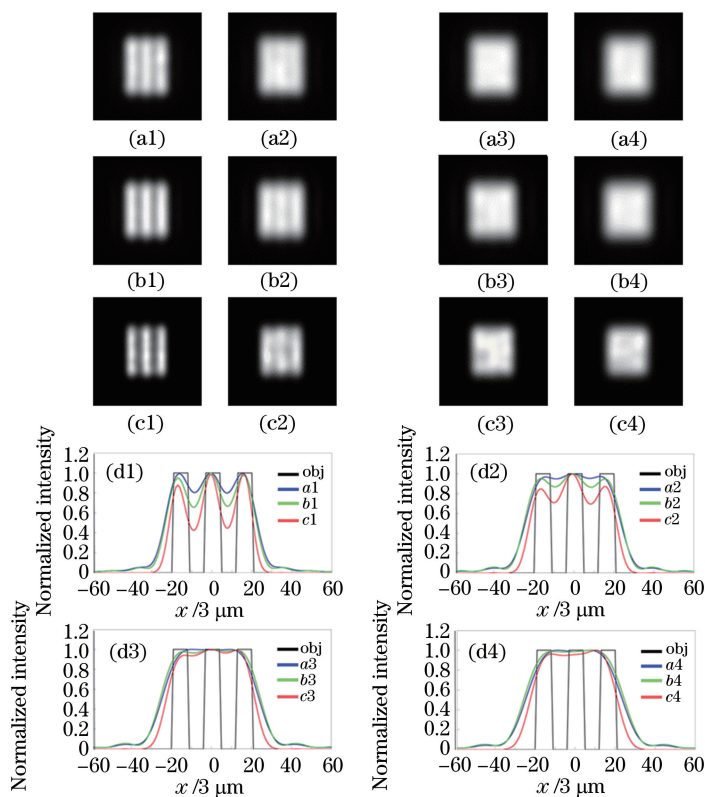 (a1) (a2) (a3) (a4)
(b1) (b2) (b3) (b4)
(c1) (c2) (c3) (c4)
Normalized intensity
1.2
1.0
0.8
0.6
0.4
0.2
0
(d1)
obj
a1
b1
c1
−60 −40 −20 0 20 40 60
x /3 μm
Normalized intensity
1.2
1.0
0.8
0.6
0.4
0.2
0
(d2)
obj
a2
b2
c2
−60 −40 −20 0 20 40 60
x /3 μm
Normalized intensity
1.2
1.0
0.8
0.6
0.4
0.2
0
(d3)
obj
a3
b3
c3
−60 −40 −20 0 20 40 60
x /3 μm
Normalized intensity
1.2
1.0
0.8
0.6
0.4
0.2
0
(d4)
obj
a4
b4
c4
−60 −40 −20 0 20 40 60
x /3 μm